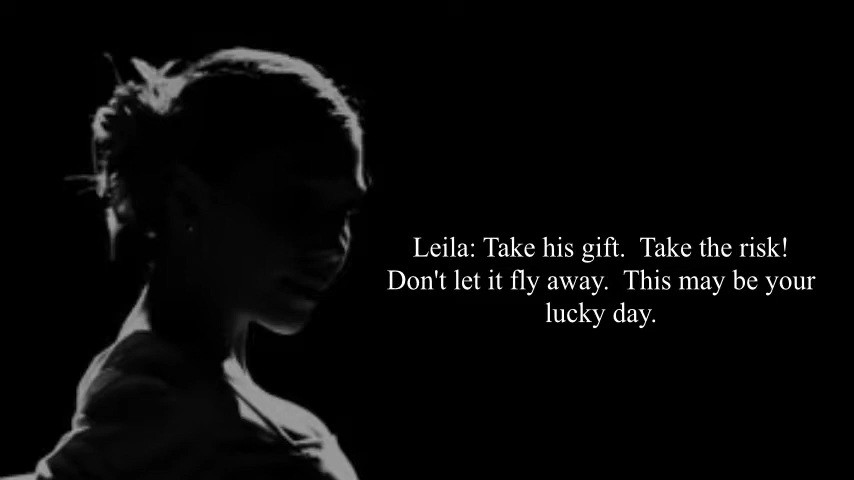 Leila: Take his gift.  Take the risk!
Don't let it fly away.  This may be your
lucky day.